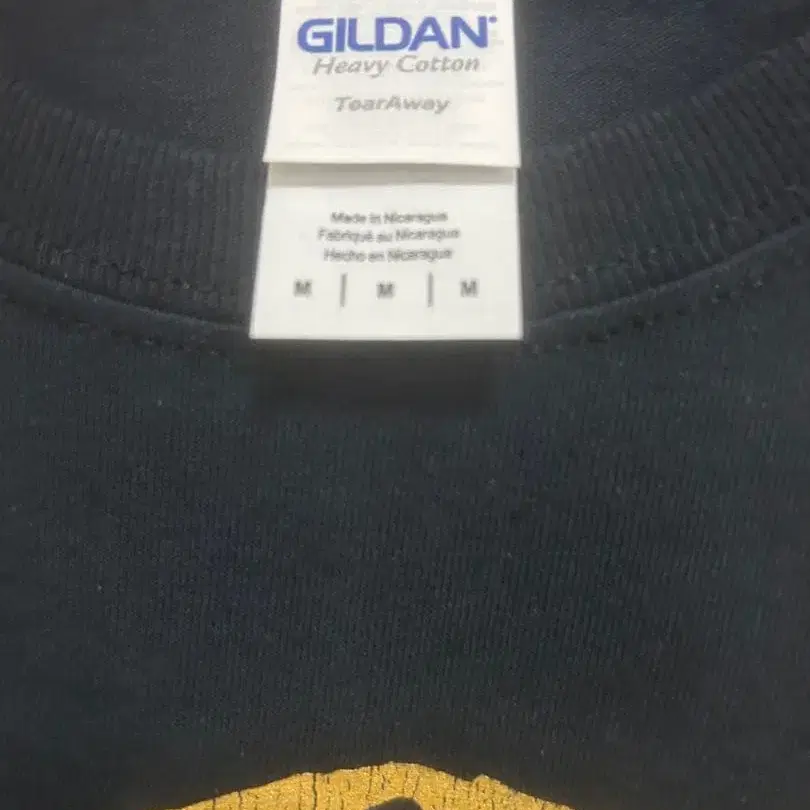 GILDAN
Heavy Cotton
TearAway
Made in Nicaragua
Fabriqué au Nicaragua
Hecho en Nicaragua
M | M | M